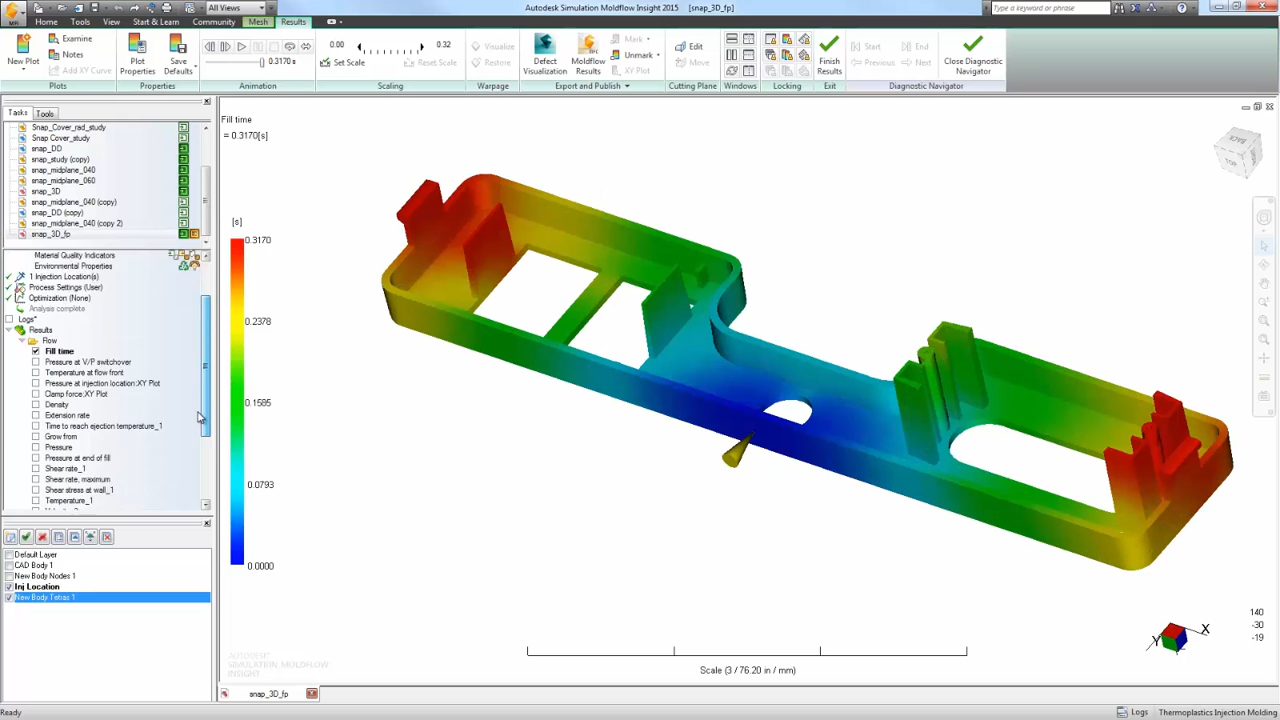 All Views
Autodesk Simulation Moldflow Insight 2015 [snap_3D_fp]
Type a keyword or phrase
Home
Tools
View
Start & Learn
Community
Mesh
Results
New Plot
Examine
Notes
Add XY Curve
Plots
Plot Properties
Save Defaults
Properties
0.3170[s]
Animation
0.00
0.32
Set Scale
Reset Scale
Scaling
Visualize
Restore
Warpage
Defect Visualization
Moldflow Results
Mark
Unmark
XY Plot
Export and Publish
Edit
Move
Cutting Plane
Windows
Locking
Finish Results
Exit
Start
End
Previous
Next
Close Diagnostic Navigator
Diagnostic Navigator
Tasks
Tools
Snap_Cover_rad_study
Snap Cover_study
snap_DD
snap_study (copy)
snap_midplane_040
snap_midplane_060
snap_3D
snap_midplane_040 (copy)
snap_DD (copy)
snap_midplane_040 (copy 2)
snap_3D_fp
Material Quality Indicators
Environmental Properties
1 Injection Location(s)
Process Settings (User)
Optimization (None)
Analysis complete
Logs*
Results
Flow
Fill time
Pressure at V/P switchover
Temperature at flow front
Pressure at injection location:XY Plot
Clamp force:XY Plot
Density
Extension rate
Time to reach ejection temperature_1
Grow from
Pressure
Pressure at end of fill
Shear rate_1
Shear rate, maximum
Shear stress at wall_1
Temperature_1
Default Layer
CAD Body 1
New Body Nodes 1
Inj Location
New Body Tetras 1
Fill time
= 0.3170[s]
[s]
0.3170
0.2378
0.1585
0.0793
0.0000
TOP
X
Y
140
-30
-19
AUTODESK
SIMULATION MOLDFLOW
INSIGHT
Scale (3 / 76.20 in / mm)
snap_3D_fp
Ready
Logs
Thermoplastics Injection Molding